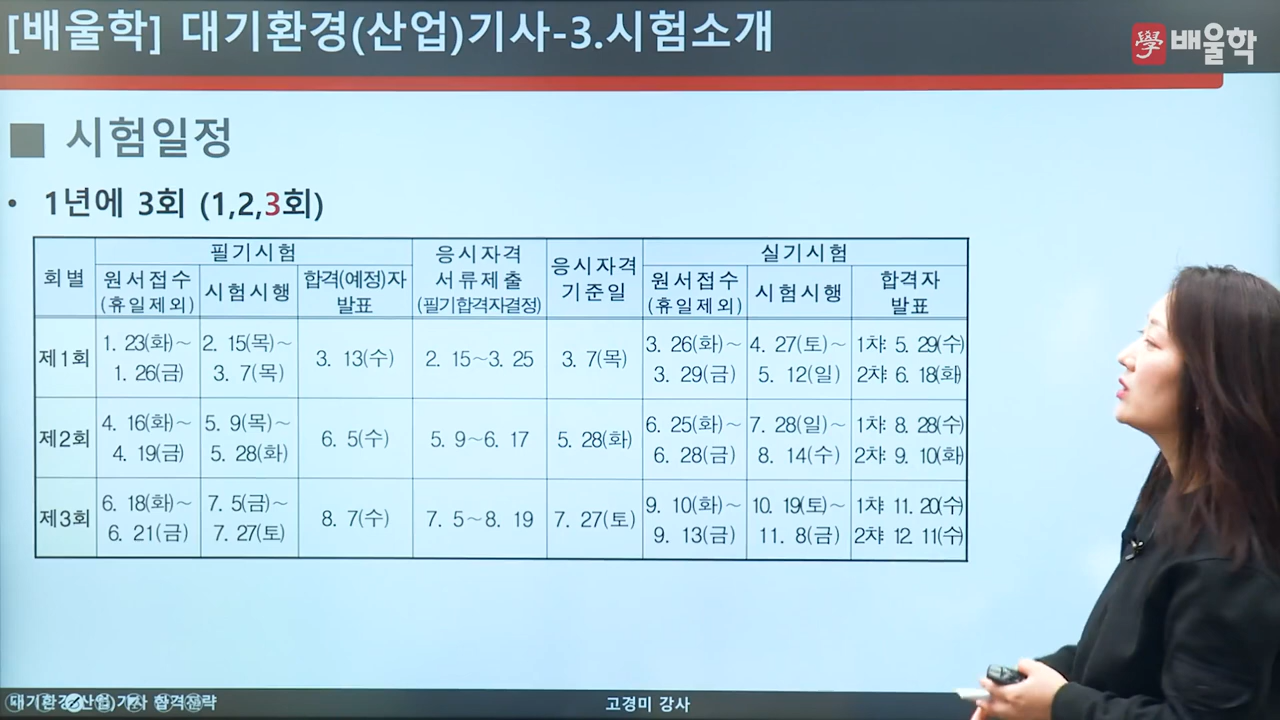 [배울학] 대기환경(산업)기사-3.시험소개
學 배울학
■ 시험일정
• 1년에 3회 (1,2,3회)
회별 필기시험 응시자격 서류제출 (필기합격자결정) 응시자격 기준일 실기시험
원서접수 (휴일제외) 시험시행 합격(예정)자 발표 원서접수 (휴일제외) 시험시행 합격자 발표
제1회 1. 23(화)~ 1. 26(금) 2. 15(목)~ 3. 7(목) 3. 13(수) 2. 15~3. 25 3. 7(목) 3. 26(화)~ 3. 29(금) 4. 27(토)~ 5. 12(일) 1차: 5. 29(수) 2차: 6. 18(화)
제2회 4. 16(화)~ 4. 19(금) 5. 9(목)~ 5. 28(화) 6. 5(수) 5. 9~6. 17 5. 28(화) 6. 25(화)~ 6. 28(금) 7. 28(일)~ 8. 14(수) 1차: 8. 28(수) 2차: 9. 10(화)
제3회 6. 18(화)~ 6. 21(금) 7. 5(금)~ 7. 27(토) 8. 7(수) 7. 5~8. 19 7. 27(토) 9. 10(화)~ 9. 13(금) 10. 19(토)~ 11. 8(금) 1차: 11. 20(수) 2차: 12. 11(수)
대기환경(산업)기사 합격전략
고경미 강사